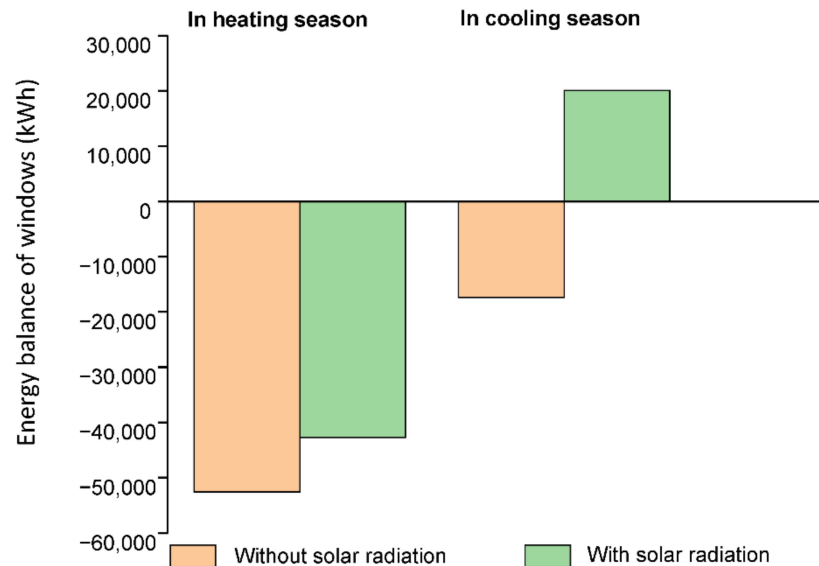 In heating season
In cooling season
Energy balance of windows (kWh)
30,000
20,000
10,000
0
−10,000
−20,000
−30,000
−40,000
−50,000
−60,000
Without solar radiation
With solar radiation